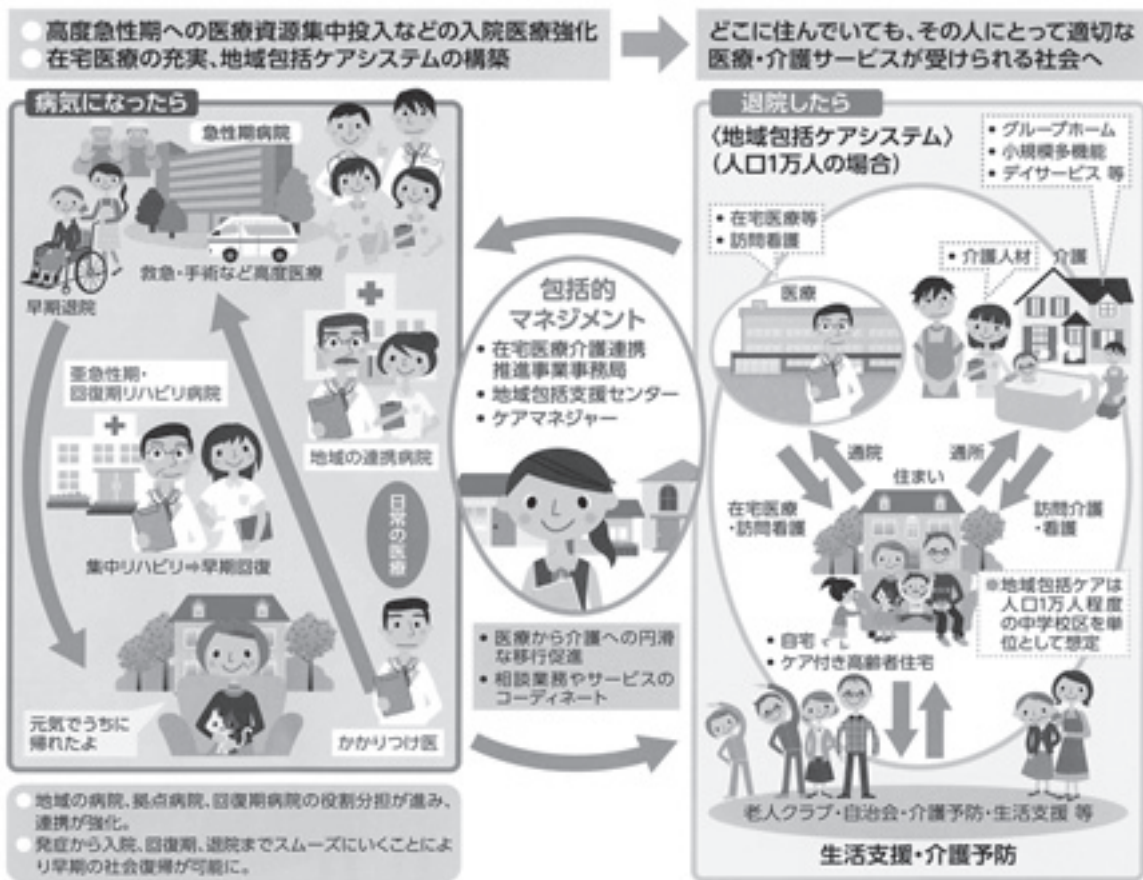 ●高度急性期への医療資源集中投入などの入院医療強化
●在宅医療の充実、地域包括ケアシステムの構築
どこに住んでいても、その人にとって適切な
医療・介護サービスが受けられる社会へ
病気になったら
急性期病院
救急・手術など高度医療
早期退院
亜急性期・
回復期リハビリ病院
集中リハビリ⇒早期回復
地域の連携病院
日常の医療
元気でうちに
帰れたよ
かかりつけ医
●地域の病院、拠点病院、回復期病院の役割分担が進み、
連携が強化。
●発症から入院、回復期、退院までスムーズにいくことによ
り早期の社会復帰が可能に。
包括的
マネジメント
•在宅医療介護連携
推進事業事務局
•地域包括支援センター
•ケアマネジャー
•医療から介護への円滑
な移行促進
•相談業務やサービスの
コーディネート
退院したら
〈地域包括ケアシステム〉
(人口1万人の場合)
•グループホーム
•小規模多機能
•デイサービス 等
•在宅医療等
•訪問看護
•介護人材
介護
医療
通院
通所
住まい
在宅医療
・訪問看護
訪問介護
・看護
※地域包括ケアは
人口1万人程度
の中学校区を単
位として想定
•自宅
•ケア付き高齢者住宅
老人クラブ・自治会・介護予防・生活支援 等
生活支援・介護予防